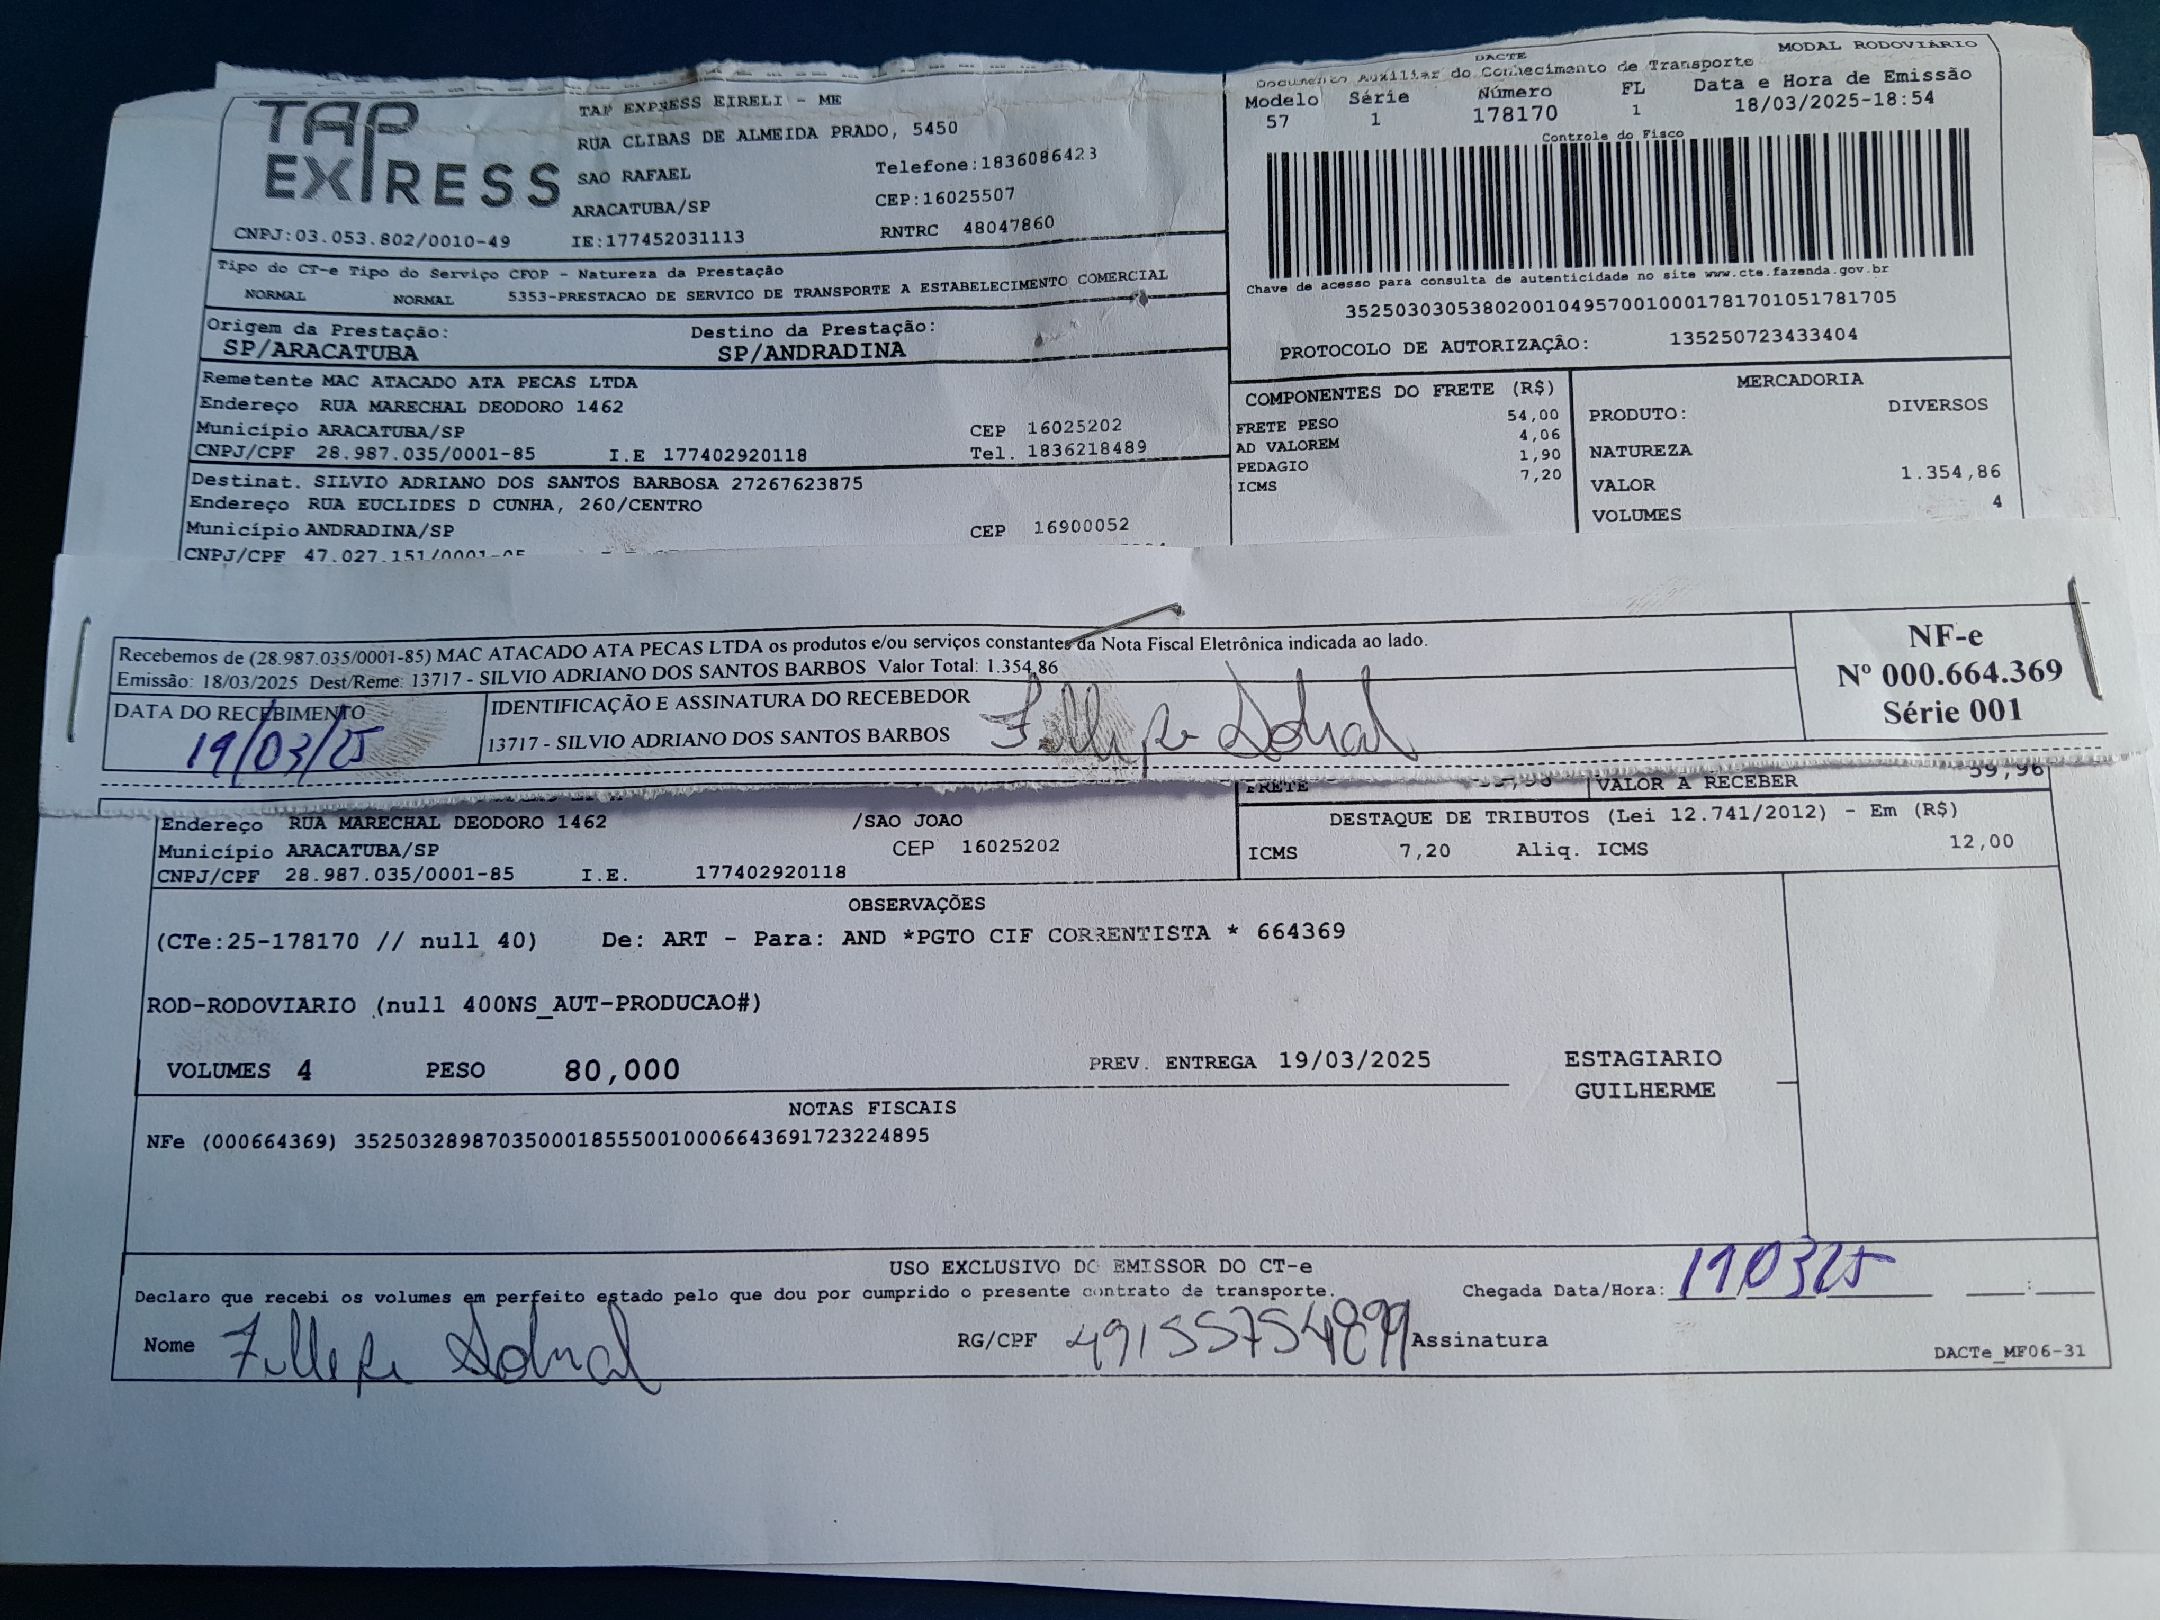 DACTE
MODAL RODOVIÁRIO
Documento Auxiliar do Conhecimento de Transporte
TAP EXPRESS
TAP EXPRESS EIRELI - ME
RUA CLIBAS DE ALMEIDA PRADO, 5450
SAO RAFAEL Telefone:1836086423
ARACATUBA/SP CEP:16025507
CNPJ:03.053.802/0010-49 IE:177452031113 RNTRC 48047860
Modelo Série Número FL Data e Hora de Emissão
57 1 178170 1 18/03/2025-18:54
Controle do Fisco
Chave de acesso para consulta de autenticidade no site www.cte.fazenda.gov.br
35250303053802001049570010001781701051781705
PROTOCOLO DE AUTORIZAÇÃO: 135250723433404
Tipo do CT-e Tipo do Serviço CFOP - Natureza da Prestação
NORMAL NORMAL 5353-PRESTACAO DE SERVICO DE TRANSPORTE A ESTABELECIMENTO COMERCIAL
Origem da Prestação: Destino da Prestação:
SP/ARACATUBA SP/ANDRADINA
Remetente MAC ATACADO ATA PECAS LTDA
Endereço RUA MARECHAL DEODORO 1462
Município ARACATUBA/SP CEP 16025202
CNPJ/CPF 28.987.035/0001-85 I.E 177402920118 Tel. 1836218489
Destinat. SILVIO ADRIANO DOS SANTOS BARBOSA 27267623875
Endereço RUA EUCLIDES D CUNHA, 260/CENTRO
Município ANDRADINA/SP CEP 16900052
CNPJ/CPF 47.027.151/0001-05
COMPONENTES DO FRETE (R$)
FRETE PESO 54,00
AD VALOREM 4,06
PEDAGIO 1,90
ICMS 7,20
MERCADORIA
PRODUTO: DIVERSOS
NATUREZA
VALOR 1.354,86
VOLUMES 4
Recebemos de (28.987.035/0001-85) MAC ATACADO ATA PECAS LTDA os produtos e/ou serviços constantes da Nota Fiscal Eletrônica indicada ao lado.
Emissão: 18/03/2025 Dest/Reme: 13717 - SILVIO ADRIANO DOS SANTOS BARBOS Valor Total: 1.354,86
DATA DO RECEBIMENTO
19/03/25
IDENTIFICAÇÃO E ASSINATURA DO RECEBEDOR
13717 - SILVIO ADRIANO DOS SANTOS BARBOS
NF-e
Nº 000.664.369
Série 001
FRETE VALOR A RECEBER 59,96
Endereço RUA MARECHAL DEODORO 1462 /SAO JOAO
Município ARACATUBA/SP CEP 16025202
CNPJ/CPF 28.987.035/0001-85 I.E. 177402920118
DESTAQUE DE TRIBUTOS (Lei 12.741/2012) - Em (R$)
ICMS 7,20 Aliq. ICMS 12,00
OBSERVAÇÕES
(CTe:25-178170 // null 40) De: ART - Para: AND *PGTO CIF CORRENTISTA * 664369
ROD-RODOVIARIO (null 400NS_AUT-PRODUCAO#)
VOLUMES 4 PESO 80,000 PREV. ENTREGA 19/03/2025 ESTAGIARIO
GUILHERME
NOTAS FISCAIS
NFe (000664369) 35250328987035000185550010006643691723224895
USO EXCLUSIVO DO EMISSOR DO CT-e
Declaro que recebi os volumes em perfeito estado pelo que dou por cumprido o presente contrato de transporte. Chegada Data/Hora: 190325
Nome RG/CPF 49155754899 Assinatura
DACTe_MF06-31